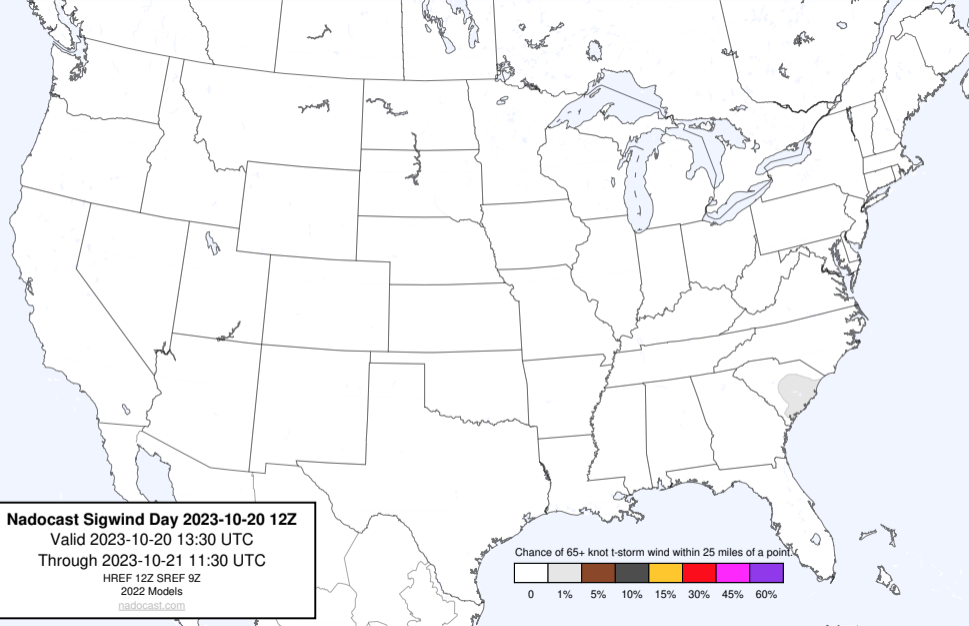 Nadocast Sigwind Day 2023-10-20 12Z
Valid 2023-10-20 13:30 UTC
Through 2023-10-21 11:30 UTC
HREF 12Z SREF 9Z
2022 Models
nadocast.com
Chance of 65+ knot t-storm wind within 25 miles of a point.
0 1% 5% 10% 15% 30% 45% 60%